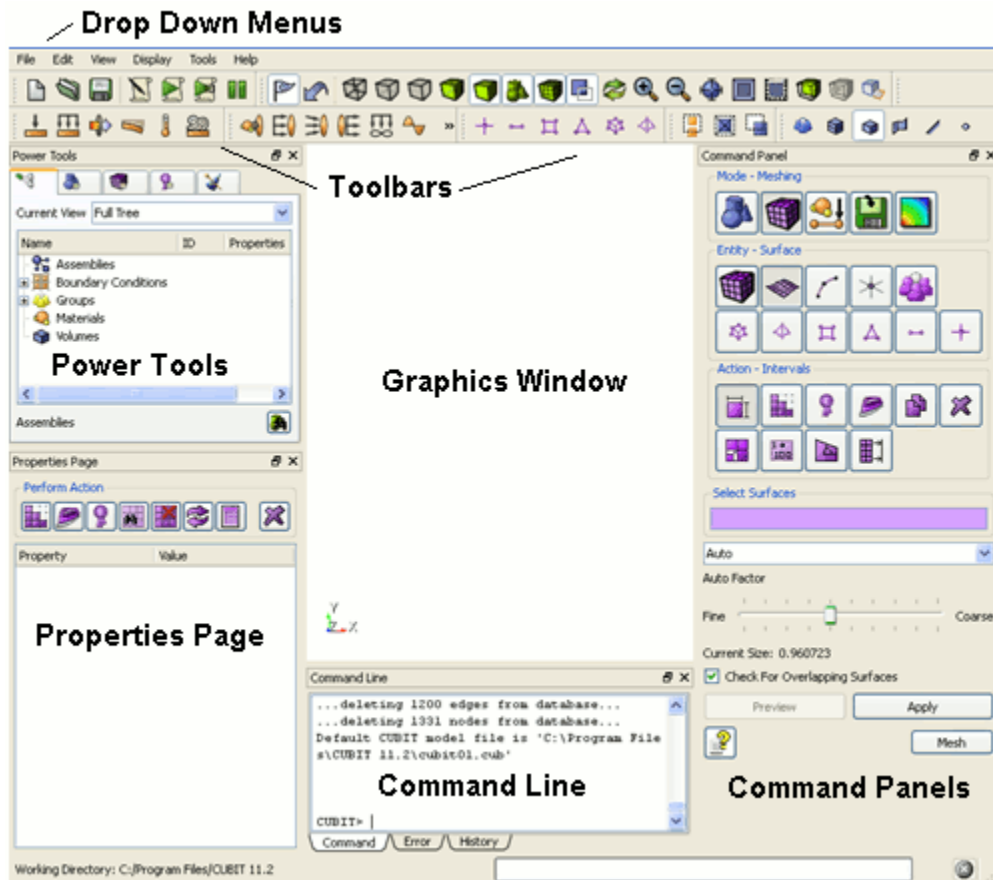 Drop Down Menus
File Edit View Display Tools Help
Toolbars
Power Tools
Current View Full Tree
Name ID Properties
Assemblies
Boundary Conditions
Groups
Materials
Volumes
Power Tools
Assemblies
Properties Page
Perform Action
Property Value
Properties Page
Graphics Window
Y
Z X
Command Line
...deleting 1200 edges from database...
...deleting 1331 nodes from database...
Default CUBIT model file is 'C:\Program File
s\CUBIT 11.2\cubit01.cub'
Command Line
CUBIT>
Command Error History
Command Panel
Mode - Meshing
Entity - Surface
Action - Intervals
Select Surfaces
Auto
Auto Factor
Fine Coarse
Current Size: 0.960723
Check For Overlapping Surfaces
Preview Apply
Mesh
Command Panels
Working Directory: C:/Program Files/CUBIT 11.2